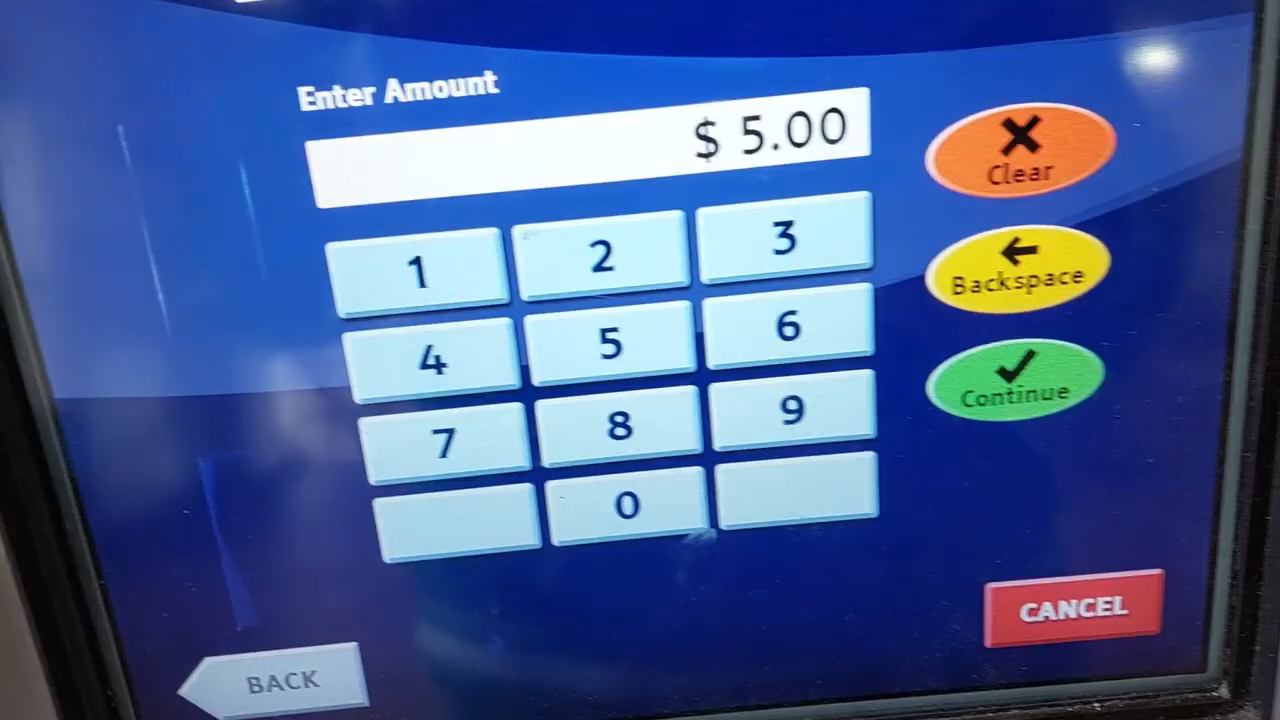 Enter Amount
$ 5.00
Clear
1 2 3
Backspace
4 5 6
Continue
7 8 9
0
CANCEL
BACK